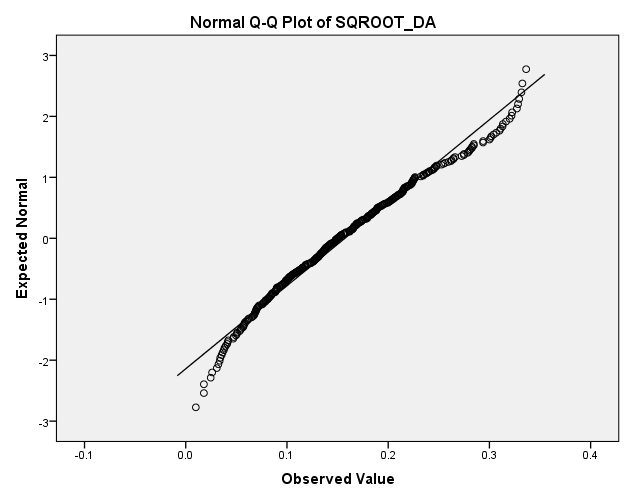 Normal Q-Q Plot of SQROOT_DA
Expected Normal
3
2
1
0
-1
-2
-3
-0.1 0.0 0.1 0.2 0.3 0.4
Observed Value